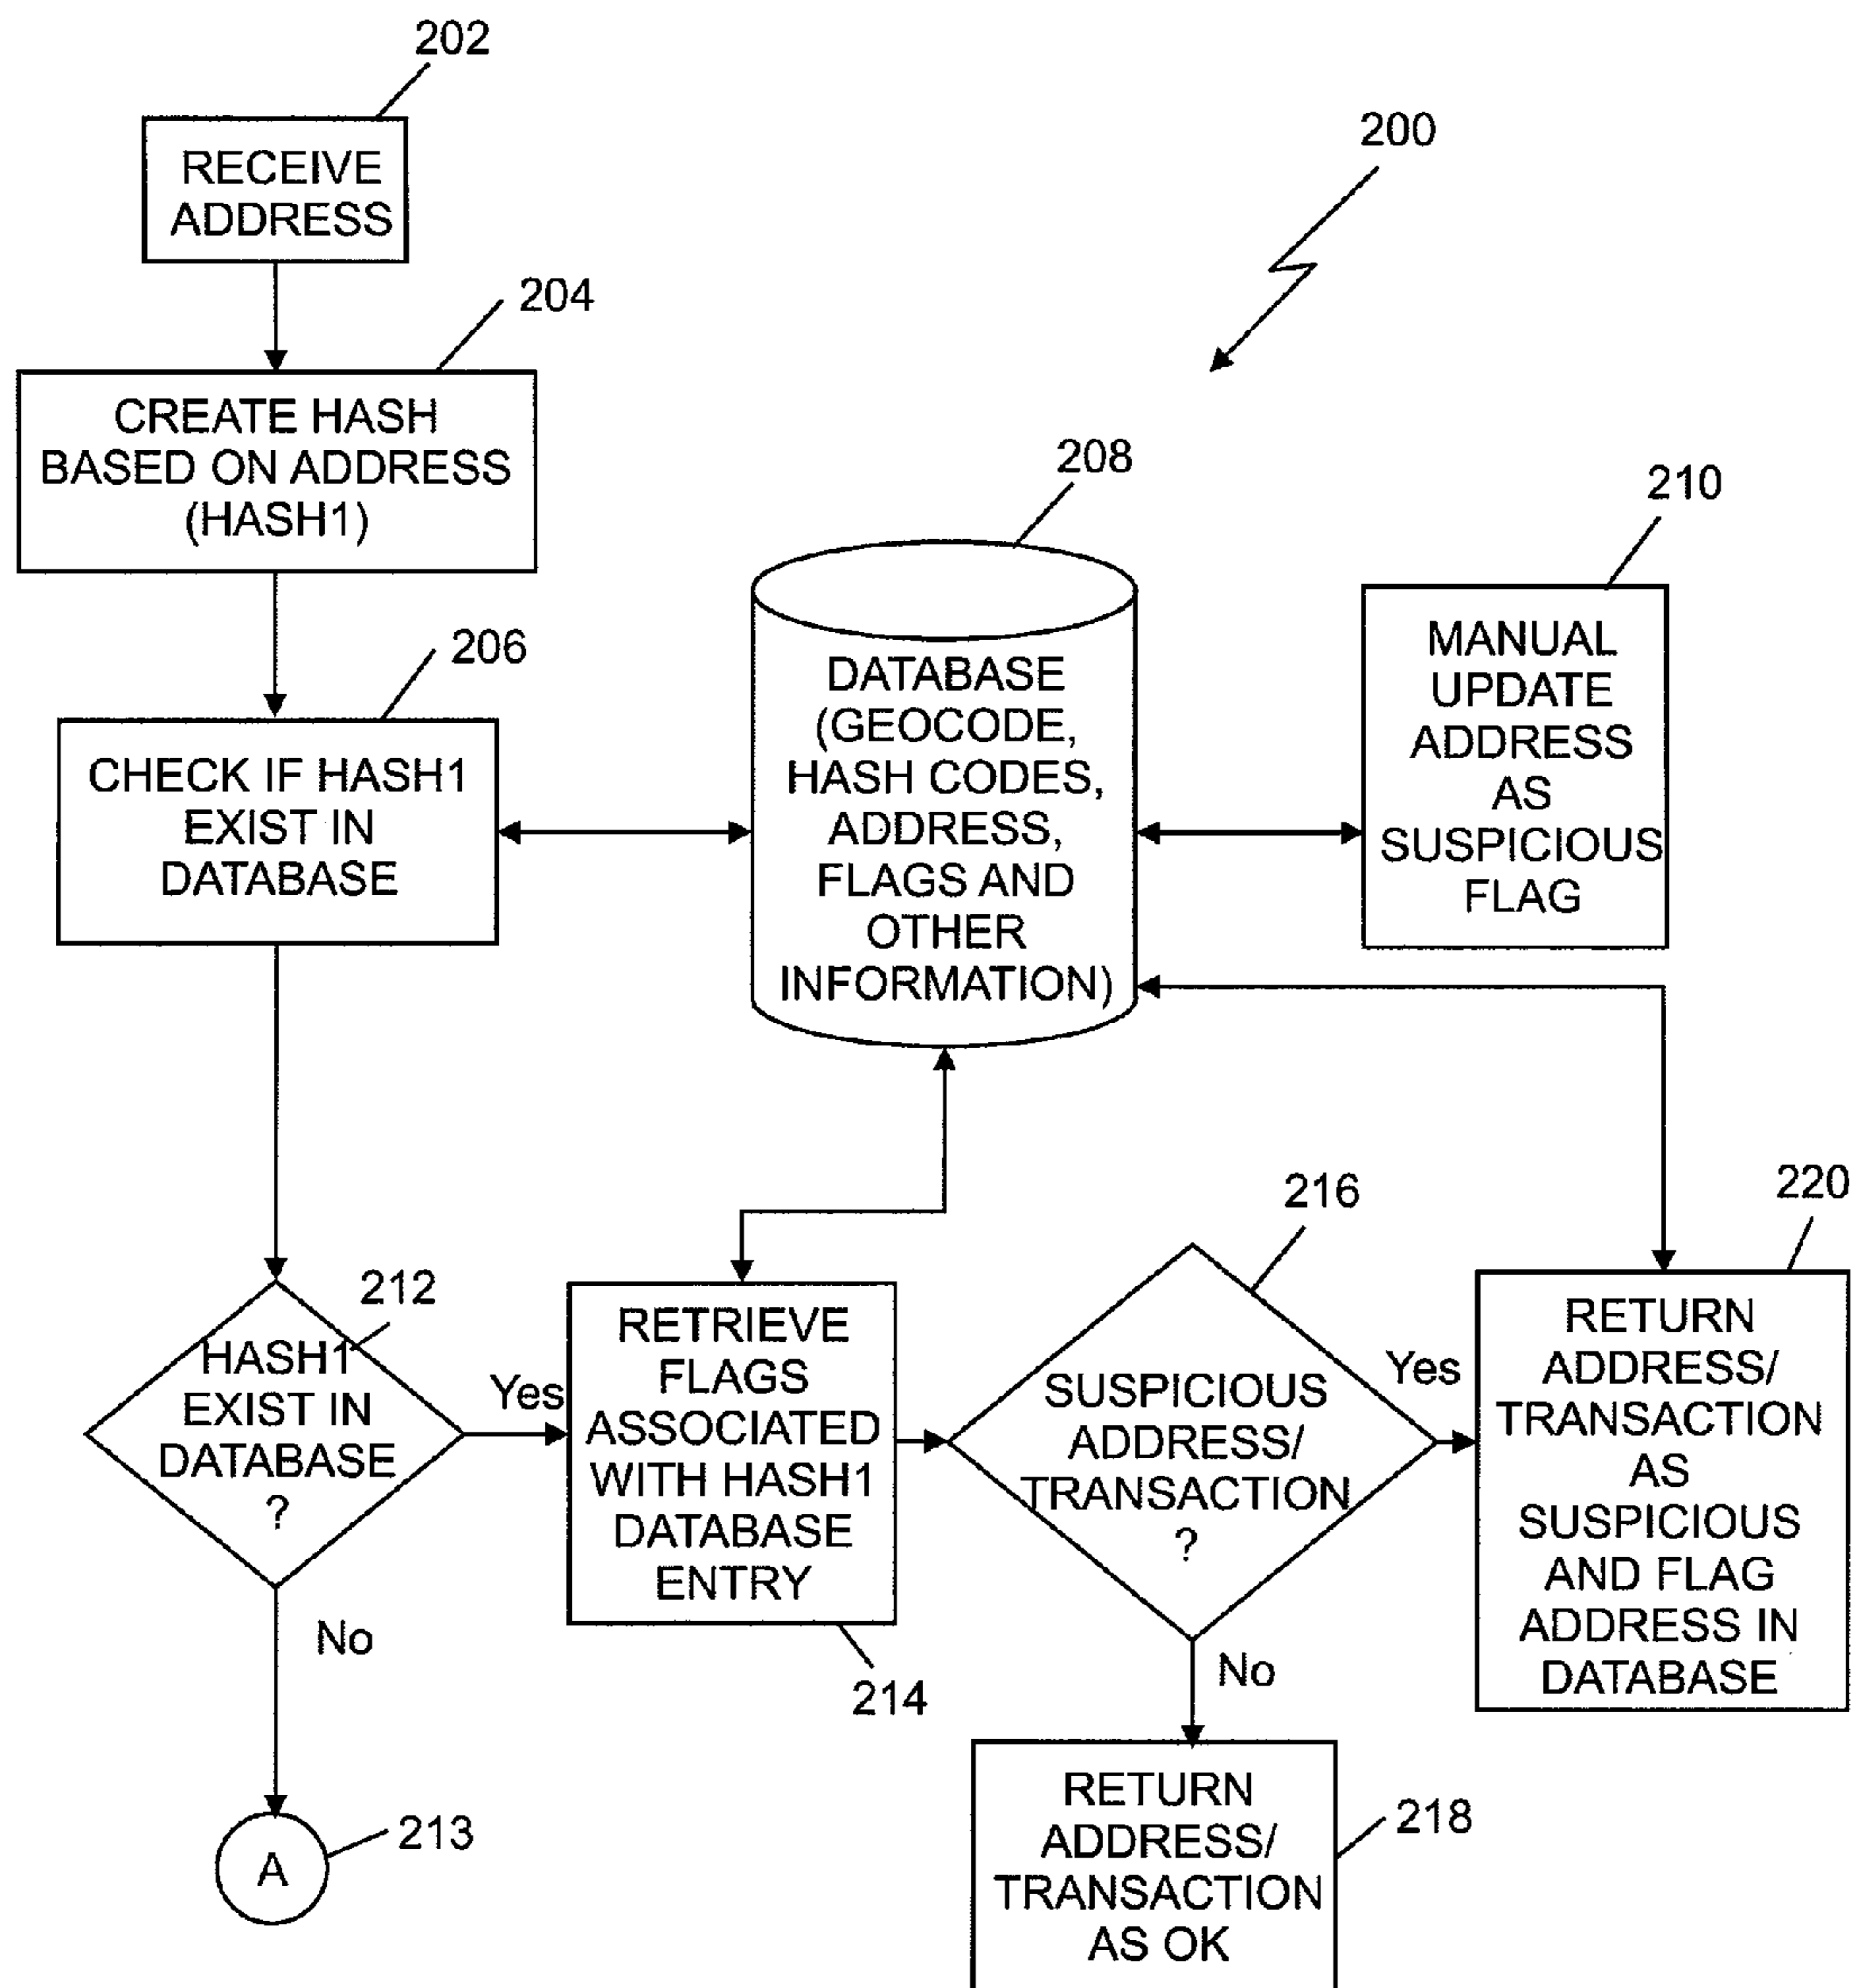 202
RECEIVE
ADDRESS
200
204
CREATE HASH
BASED ON ADDRESS
(HASH1)
208
210
206
CHECK IF HASH1
EXIST IN
DATABASE
DATABASE
(GEOCODE,
HASH CODES,
ADDRESS,
FLAGS AND
OTHER
INFORMATION)
MANUAL
UPDATE
ADDRESS
AS
SUSPICIOUS
FLAG
212
HASH1
EXIST IN
DATABASE
?
Yes
No
213
A
RETRIEVE
FLAGS
ASSOCIATED
WITH HASH1
DATABASE
ENTRY
214
216
SUSPICIOUS
ADDRESS/
TRANSACTION
?
Yes
No
220
RETURN
ADDRESS/
TRANSACTION
AS
SUSPICIOUS
AND FLAG
ADDRESS IN
DATABASE
RETURN
ADDRESS/
TRANSACTION
AS OK
218